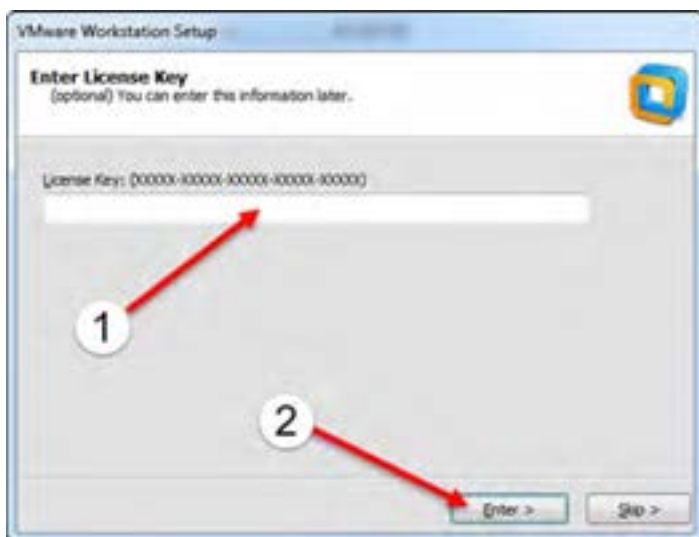 VMware Workstation Setup
Enter License Key
(optional) You can enter this information later.
License Key: (XXXXX-XXXXX-XXXXX-XXXXX-XXXXX)
1
2
Enter >
Skip >